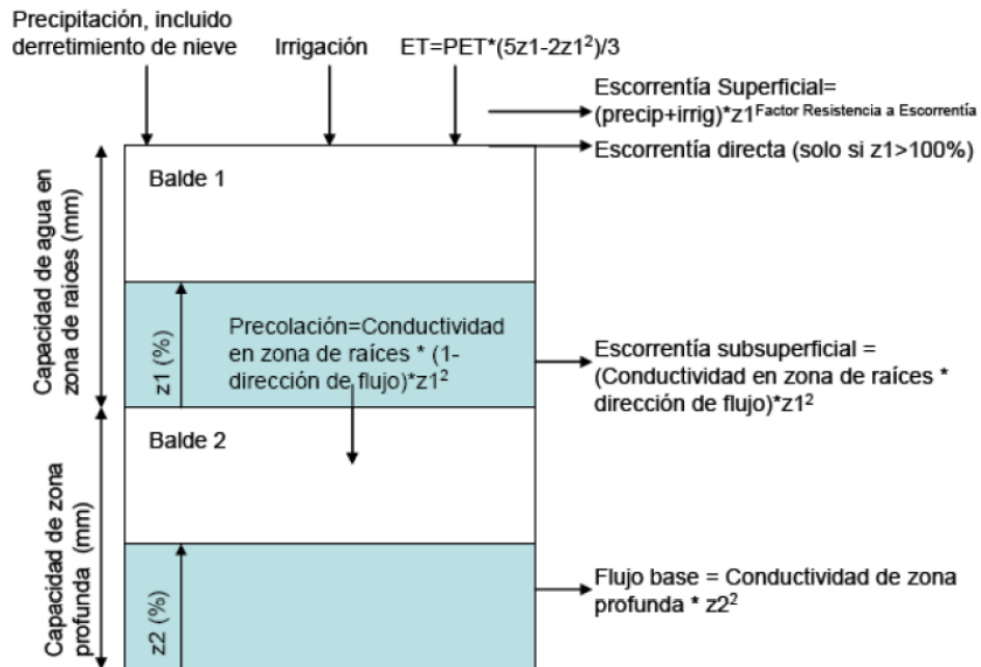 Precipitación, incluido
derretimiento de nieve
Irrigación
ET=PET*(5z1-2z1²)/3
Escorrentía Superficial=
(precip+irrig)*z1^Factor Resistencia a Escorrentía
Escorrentía directa (solo si z1>100%)
Capacidad de agua en
zona de raíces (mm)
Balde 1
z1 (%)
Precolación=Conductividad
en zona de raíces * (1-
dirección de flujo)*z1²
Escorrentía subsuperficial =
(Conductividad en zona de raíces *
dirección de flujo)*z1²
Capacidad de zona
profunda (mm)
Balde 2
z2 (%)
Flujo base = Conductividad de zona
profunda * z2²